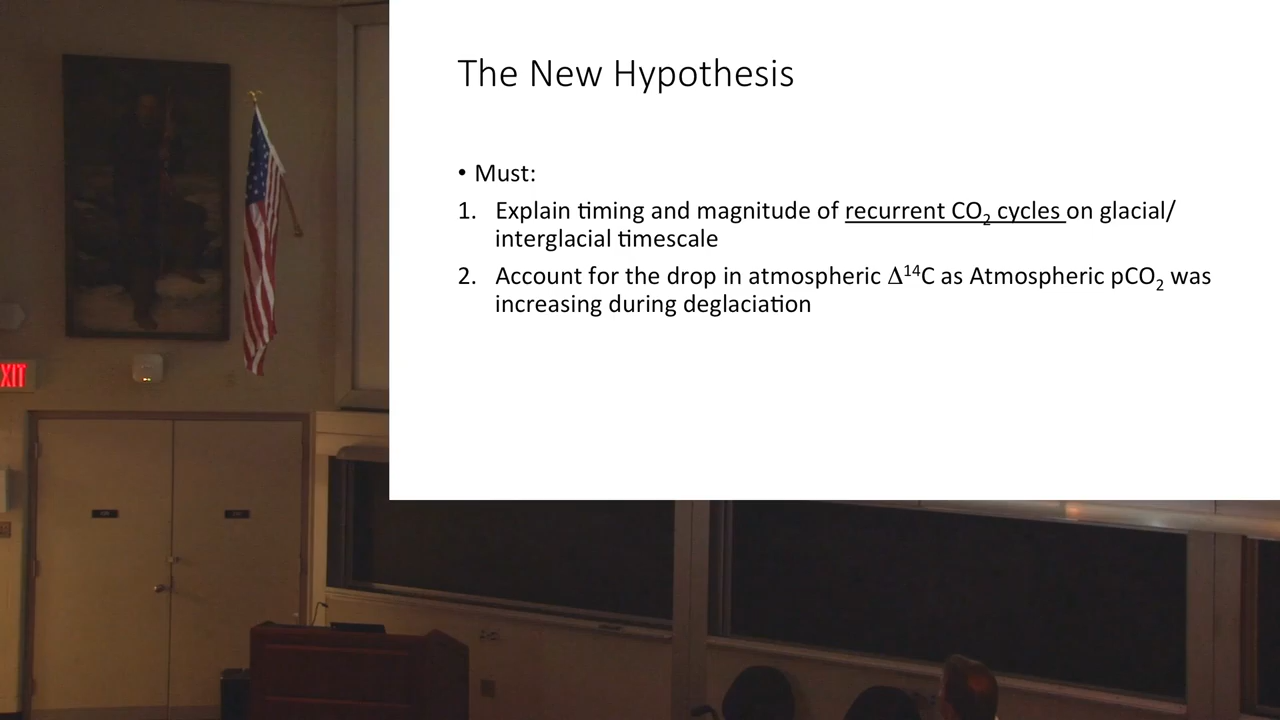 The New Hypothesis
• Must:
1. Explain timing and magnitude of recurrent CO₂ cycles on glacial/
interglacial timescale
2. Account for the drop in atmospheric Δ¹⁴C as Atmospheric pCO₂ was
increasing during deglaciation
XIT